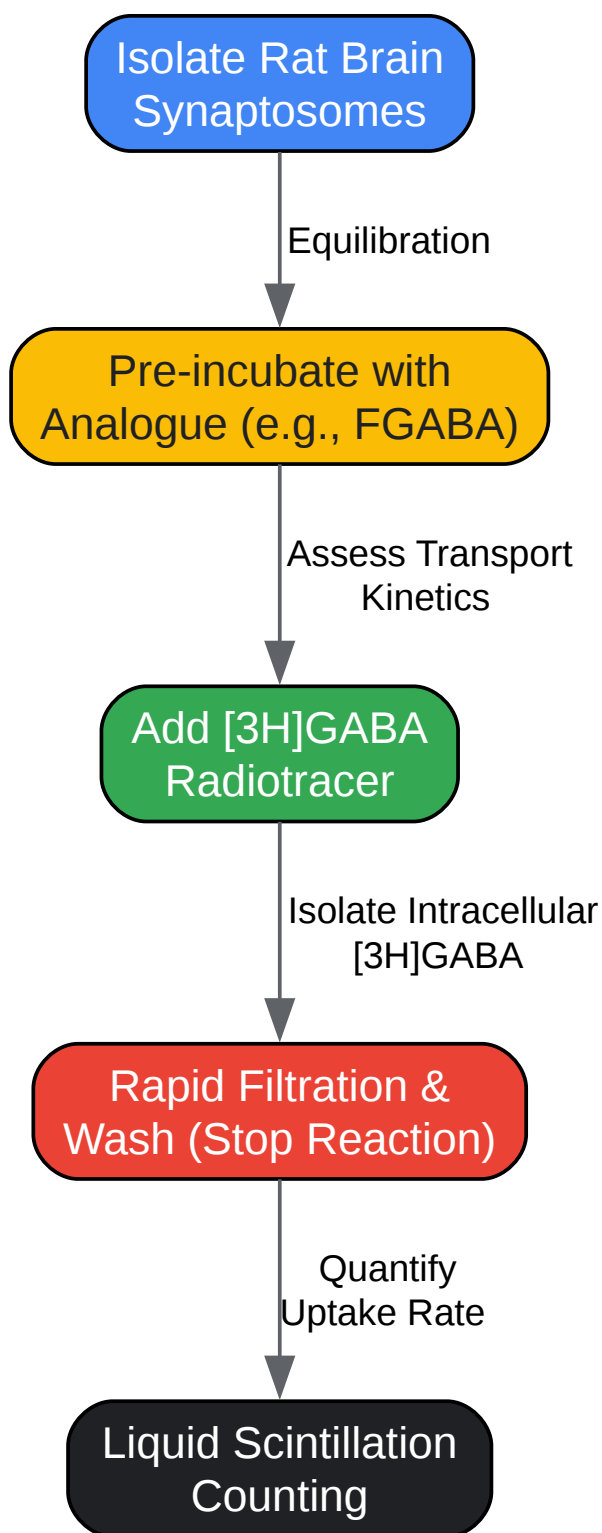 Isolate Rat Brain
Synaptosomes
Equilibration
Pre-incubate with
Analogue (e.g., FGABA)
Assess Transport
Kinetics
Add [3H]GABA
Radiotracer
Isolate Intracellular
[3H]GABA
Rapid Filtration &
Wash (Stop Reaction)
Quantify
Uptake Rate
Liquid Scintillation
Counting